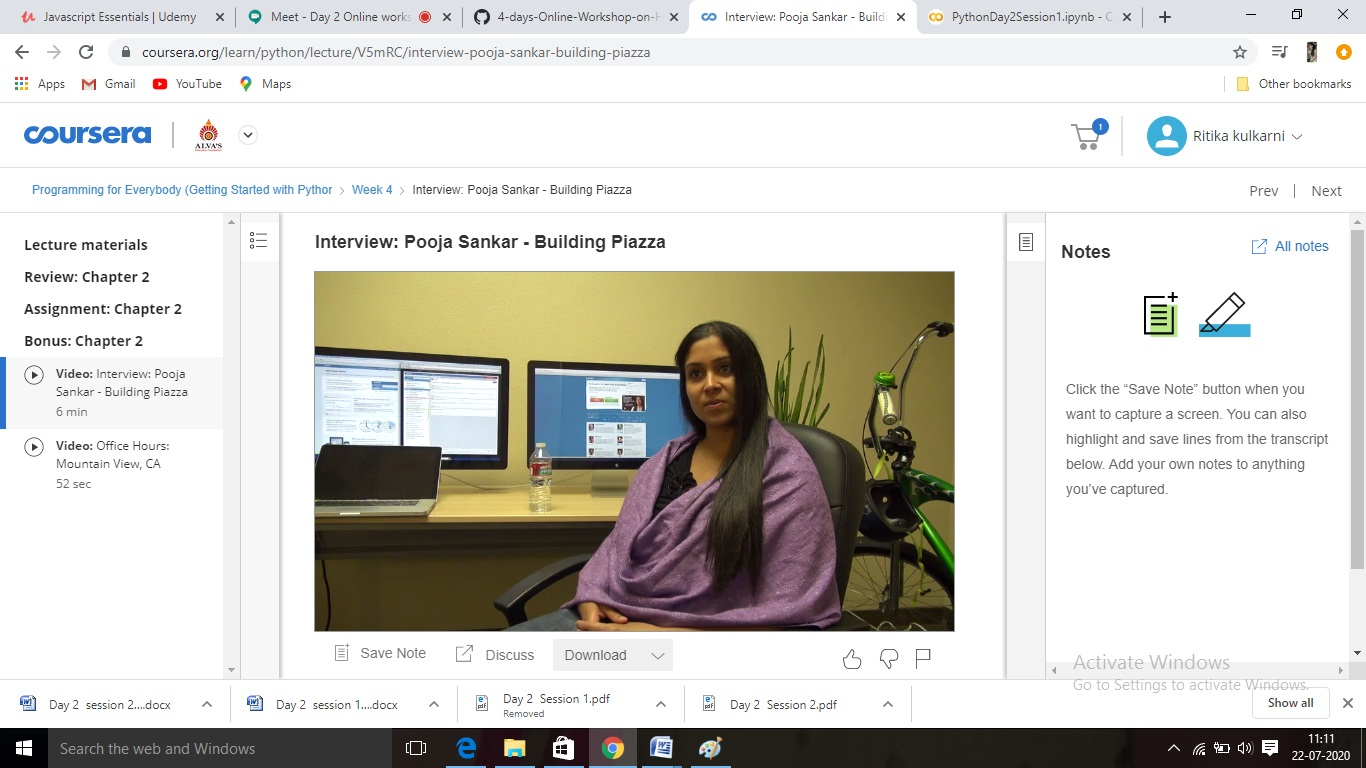 Javascript Essentials | Udemy
Meet - Day 2 Online works
4-days-Online-Workshop-on-H
Interview: Pooja Sankar - Buildi
PythonDay2Session1.ipynb - C
coursera.org/learn/python/lecture/V5mRC/interview-pooja-sankar-building-piazza
Apps
Gmail
YouTube
Maps
Other bookmarks
coursera
ALVA'S
1
Ritika kulkarni
Programming for Everybody (Getting Started with Python
Week 4
Interview: Pooja Sankar - Building Piazza
Prev | Next
Lecture materials
Review: Chapter 2
Assignment: Chapter 2
Bonus: Chapter 2
Video: Interview: Pooja
Sankar - Building Piazza
6 min
Video: Office Hours:
Mountain View, CA
52 sec
Interview: Pooja Sankar - Building Piazza
Save Note
Discuss
Download
Notes
All notes
Click the “Save Note” button when you
want to capture a screen. You can also
highlight and save lines from the transcript
below. Add your own notes to anything
you’ve captured.
Activate Windows
Go to Settings to activate Windows.
Day 2 session 2....docx
Day 2 session 1....docx
Day 2 Session 1.pdf
Removed
Day 2 Session 2.pdf
Show all
Search the web and Windows
11:11
22-07-2020